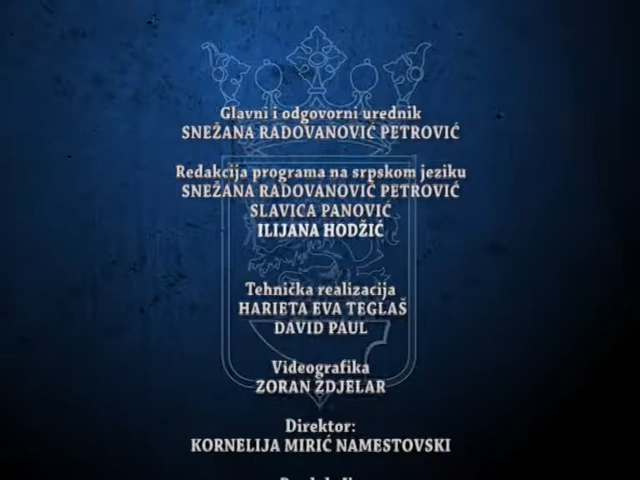 Glavni i odgovorni urednik
SNEŽANA RADOVANOVIĆ PETROVIĆ
Redakcija programa na srpskom jeziku
SNEŽANA RADOVANOVIČ PETROVIĆ
SLAVICA PANOVIĆ
ILIJANA HODŽIĆ
Tehnička realizacija
HARIETA EVA TEGLAŠ
DAVID PAUL
Videografika
ZORAN ZDJELAR
Direktor:
KORNELIJA MIRIĆ NAMESTOVSKI